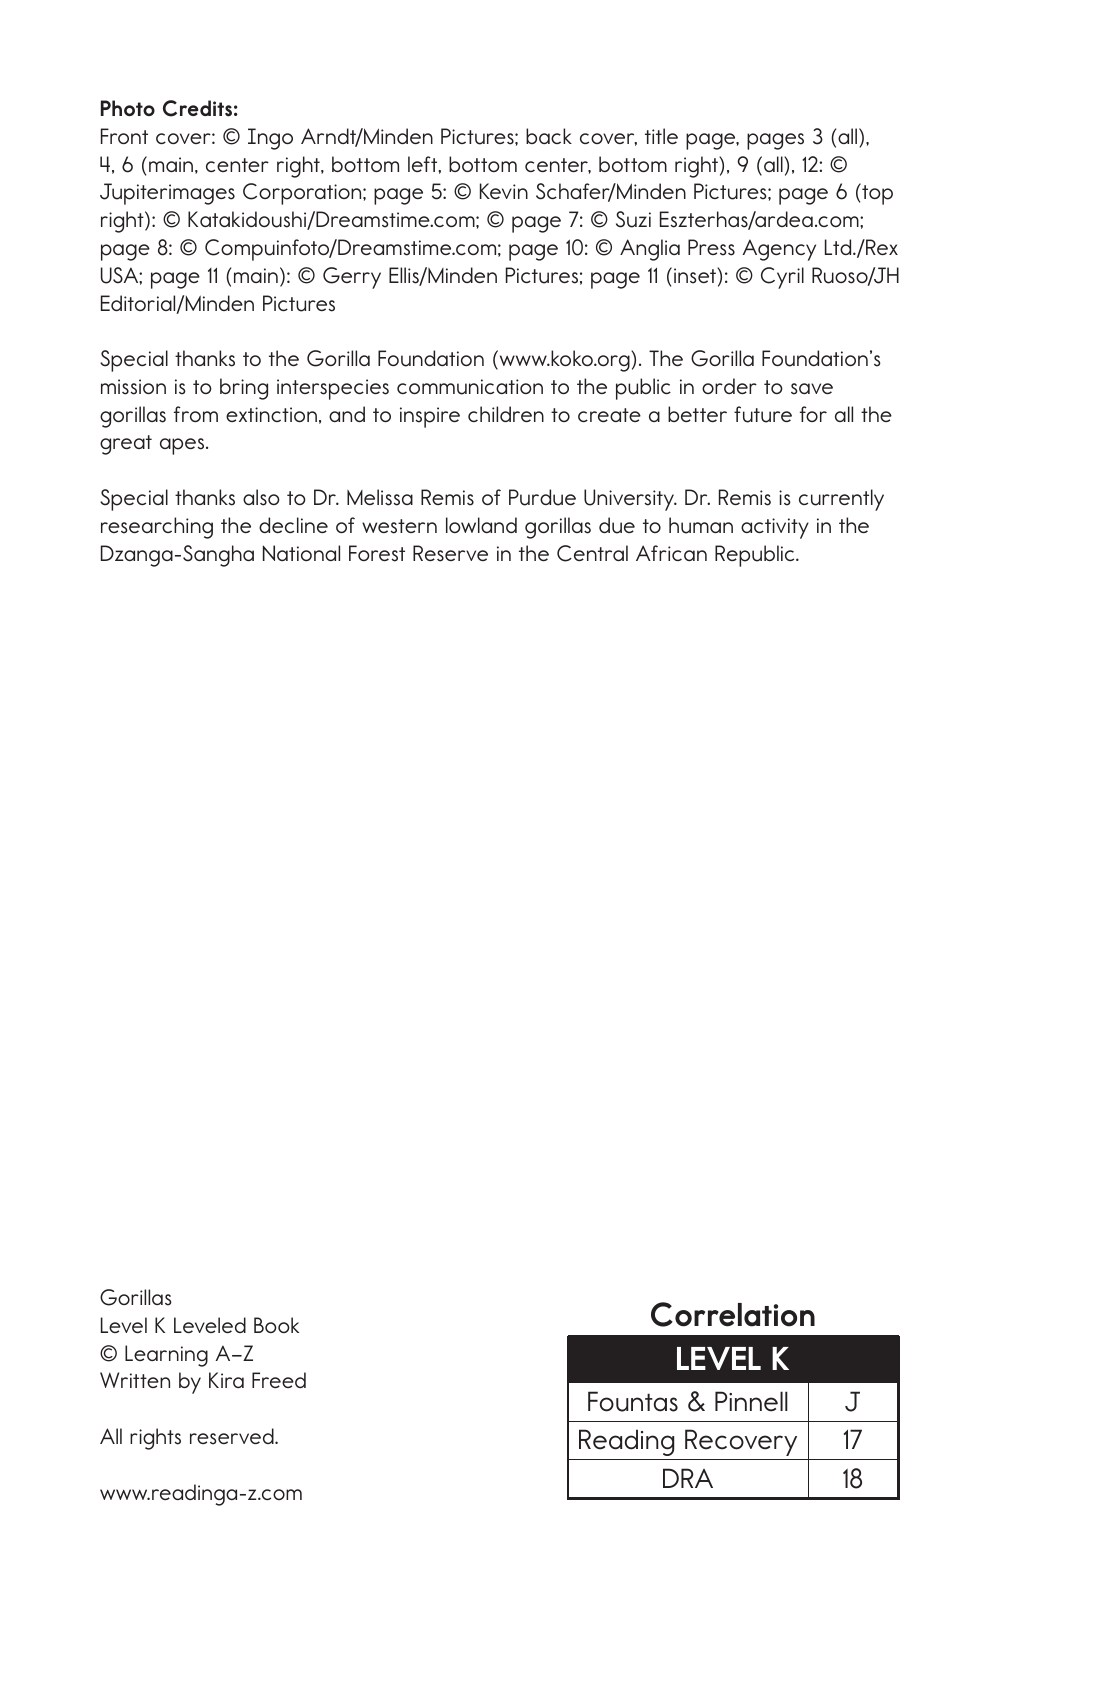 Photo Credits:
Front cover: © Ingo Arndt/Minden Pictures; back cover, title page, pages 3 (all),
4, 6 (main, center right, bottom left, bottom center, bottom right), 9 (all), 12: ©
Jupiterimages Corporation; page 5: © Kevin Schafer/Minden Pictures; page 6 (top
right): © Katakidoushi/Dreamstime.com; © page 7: © Suzi Eszterhas/ardea.com;
page 8: © Compuinfoto/Dreamstime.com; page 10: © Anglia Press Agency Ltd./Rex
USA; page 11 (main): © Gerry Ellis/Minden Pictures; page 11 (inset): © Cyril Ruoso/JH
Editorial/Minden Pictures
Special thanks to the Gorilla Foundation (www.koko.org). The Gorilla Foundation's
mission is to bring interspecies communication to the public in order to save
gorillas from extinction, and to inspire children to create a better future for all the
great apes.
Special thanks also to Dr. Melissa Remis of Purdue University. Dr. Remis is currently
researching the decline of western lowland gorillas due to human activity in the
Dzanga-Sangha National Forest Reserve in the Central African Republic.
Gorillas
Level K Leveled Book
© Learning A–Z
Written by Kira Freed
All rights reserved.
www.readinga-z.com
Correlation
LEVEL K
Fountas & Pinnell J
Reading Recovery 17
DRA 18